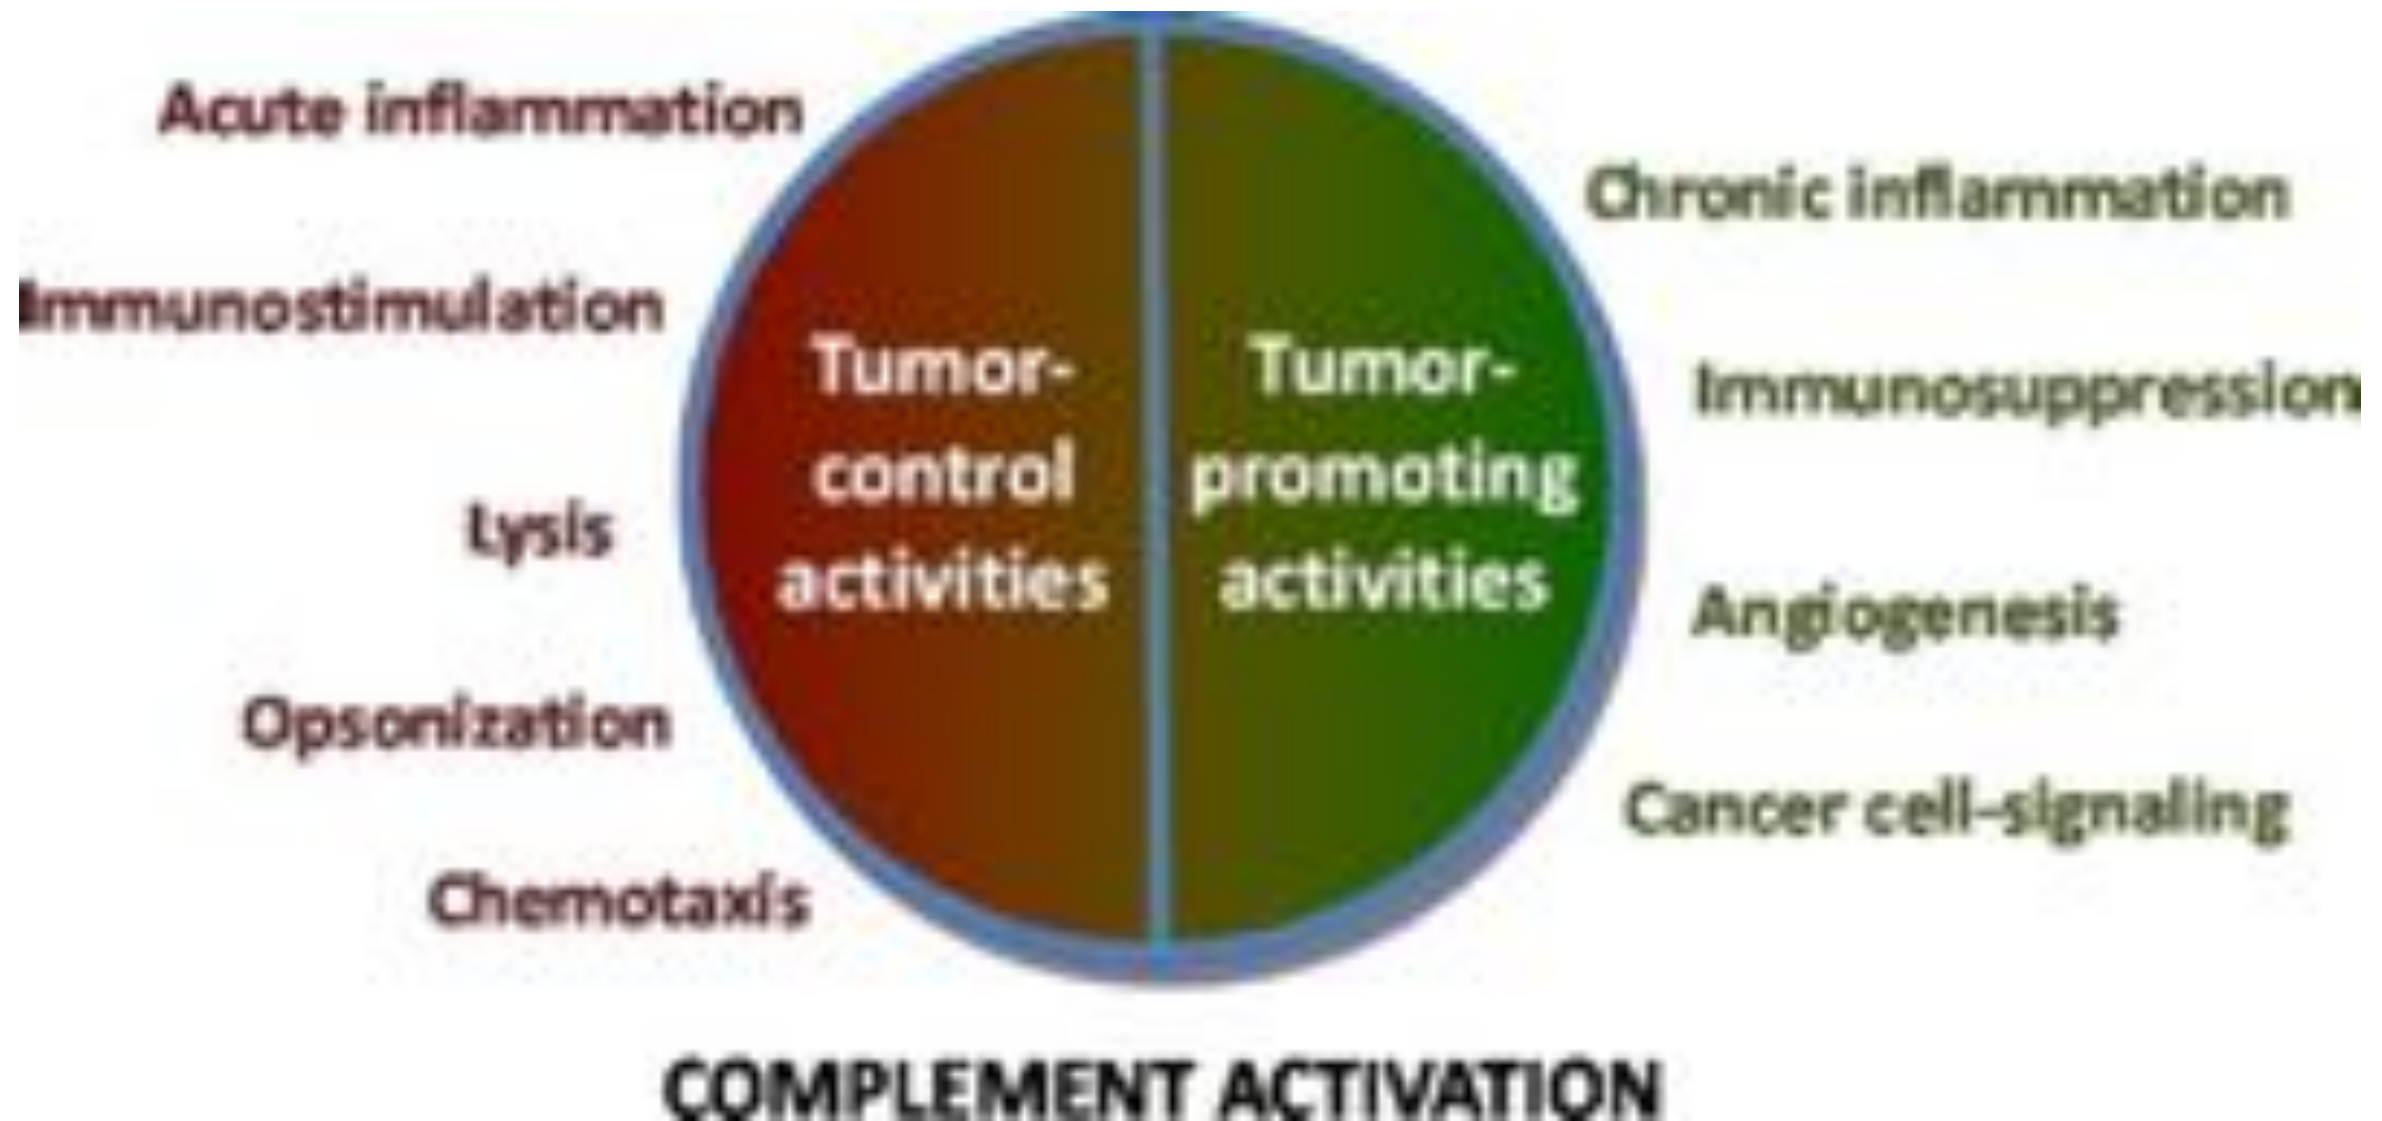 Acute inflammation
Immunostimulation
Lysis
Opsonization
Chemotaxis
Tumor-
control
activities
Tumor-
promoting
activities
Chronic inflammation
Immunosuppression
Angiogenesis
Cancer cell-signaling
COMPLEMENT ACTIVATION